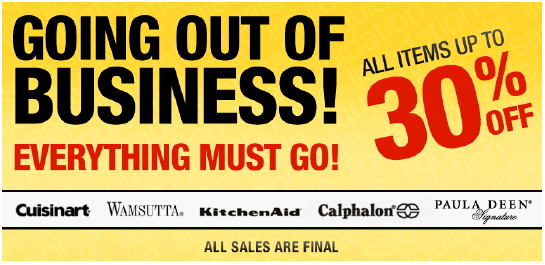 GOING OUT OF
BUSINESS!
EVERYTHING MUST GO!
ALL ITEMS UP TO
30% OFF
Cuisinart WAMSUTTA® KitchenAid Calphalon® PAULA DEEN® Signature
ALL SALES ARE FINAL